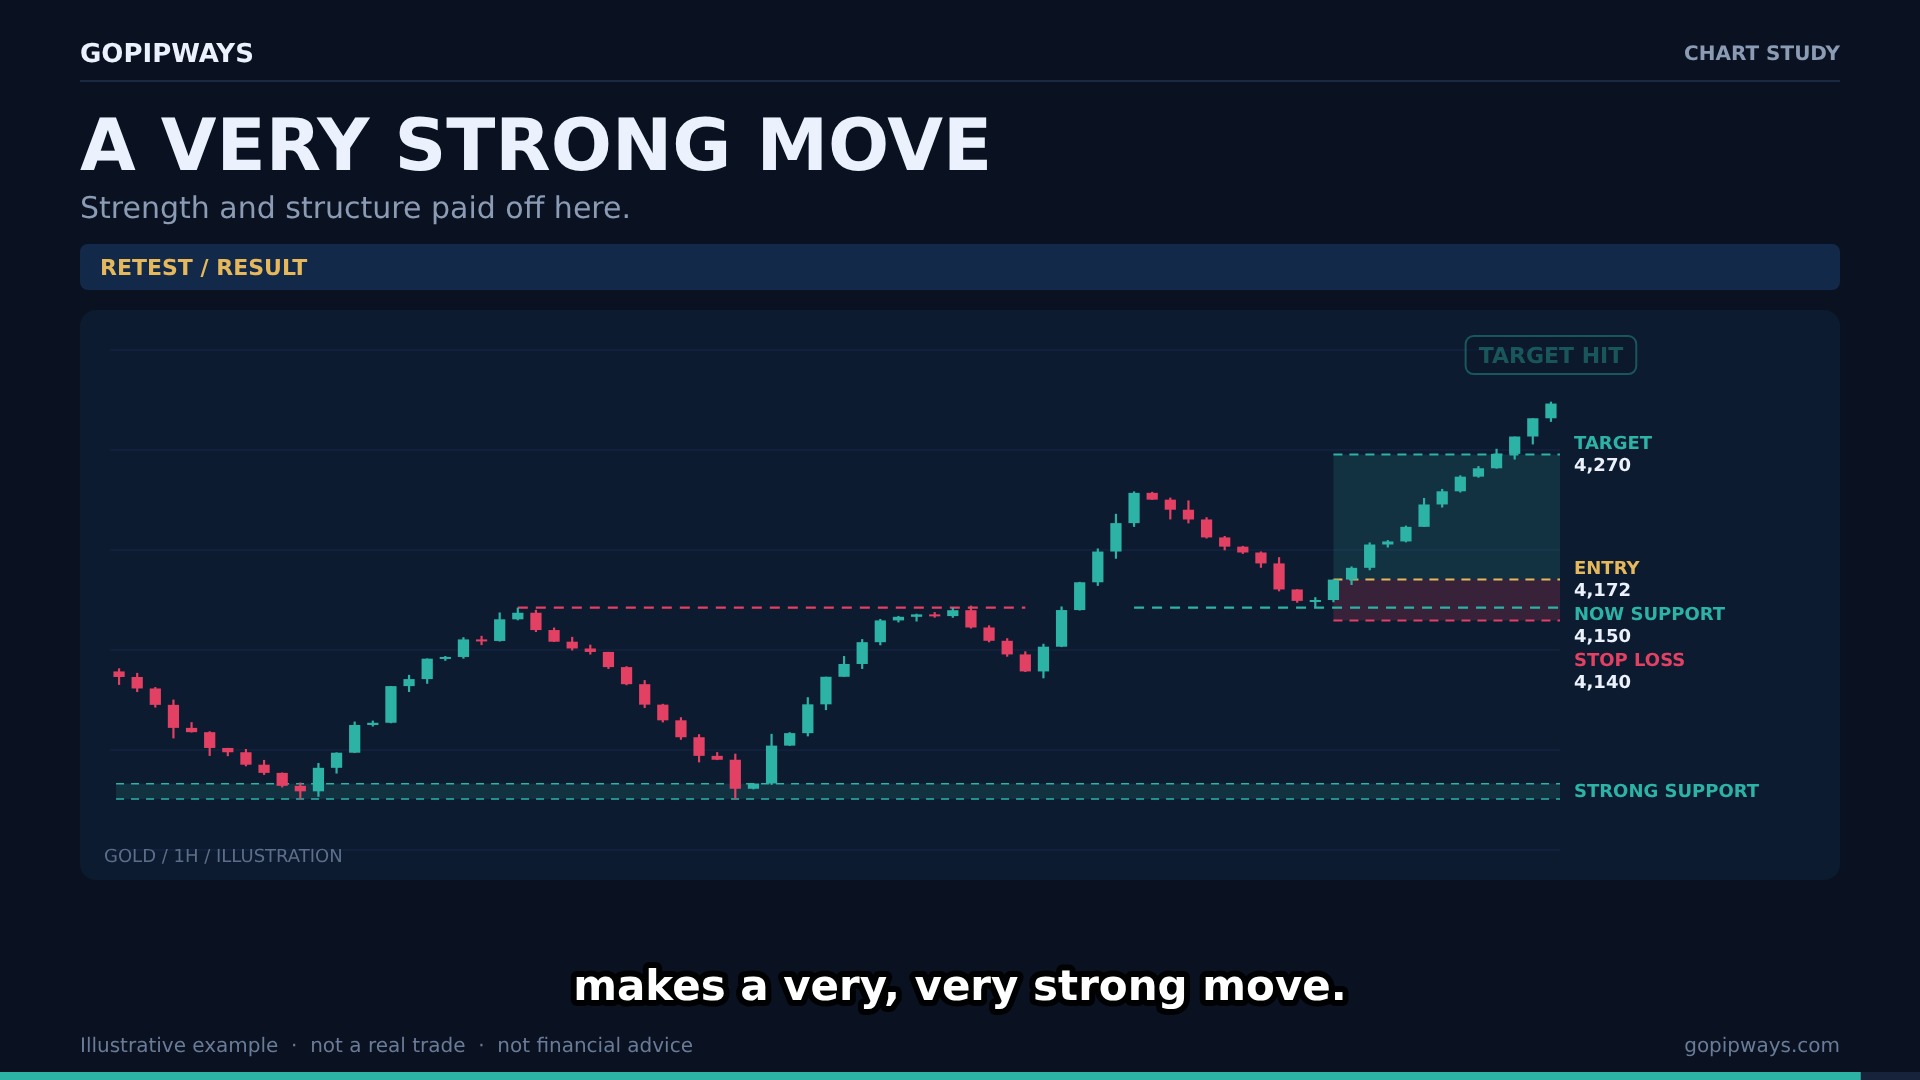 GOPIPWAYS
CHART STUDY
A VERY STRONG MOVE
Strength and structure paid off here.
RETEST / RESULT
TARGET HIT
TARGET
4,270
ENTRY
4,172
NOW SUPPORT
4,150
STOP LOSS
4,140
STRONG SUPPORT
GOLD / 1H / ILLUSTRATION
makes a very, very strong move.
Illustrative example · not a real trade · not financial advice
gopipways.com